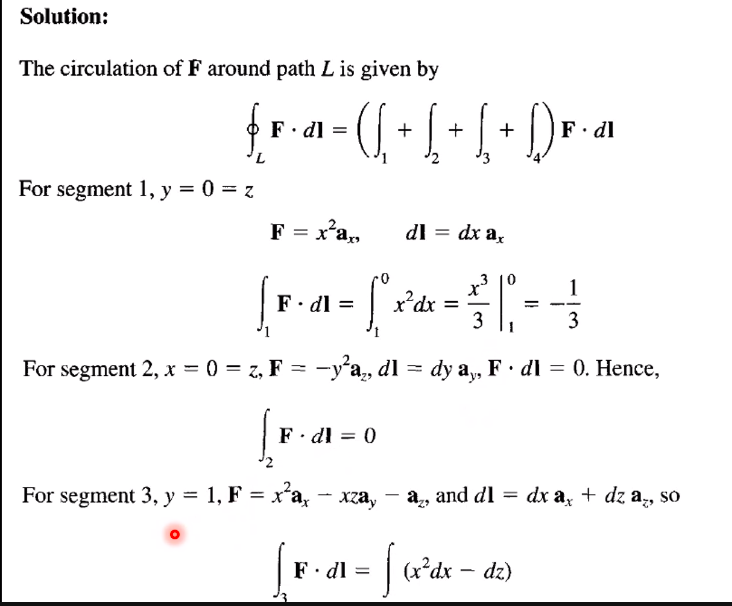 Solution:
The circulation of F around path L is given by
∮_L F · dl = (∫_1 + ∫_2 + ∫_3 + ∫_4) F · dl
For segment 1, y = 0 = z
F = x²a_x, dl = dx a_x
∫_1 F · dl = ∫_1^0 x²dx = x³/3 |_1^0 = −1/3
For segment 2, x = 0 = z, F = −y²a_z, dl = dy a_y, F · dl = 0. Hence,
∫_2 F · dl = 0
For segment 3, y = 1, F = x²a_x − xza_y − a_z, and dl = dx a_x + dz a_z, so
∫_3 F · dl = ∫ (x²dx − dz)